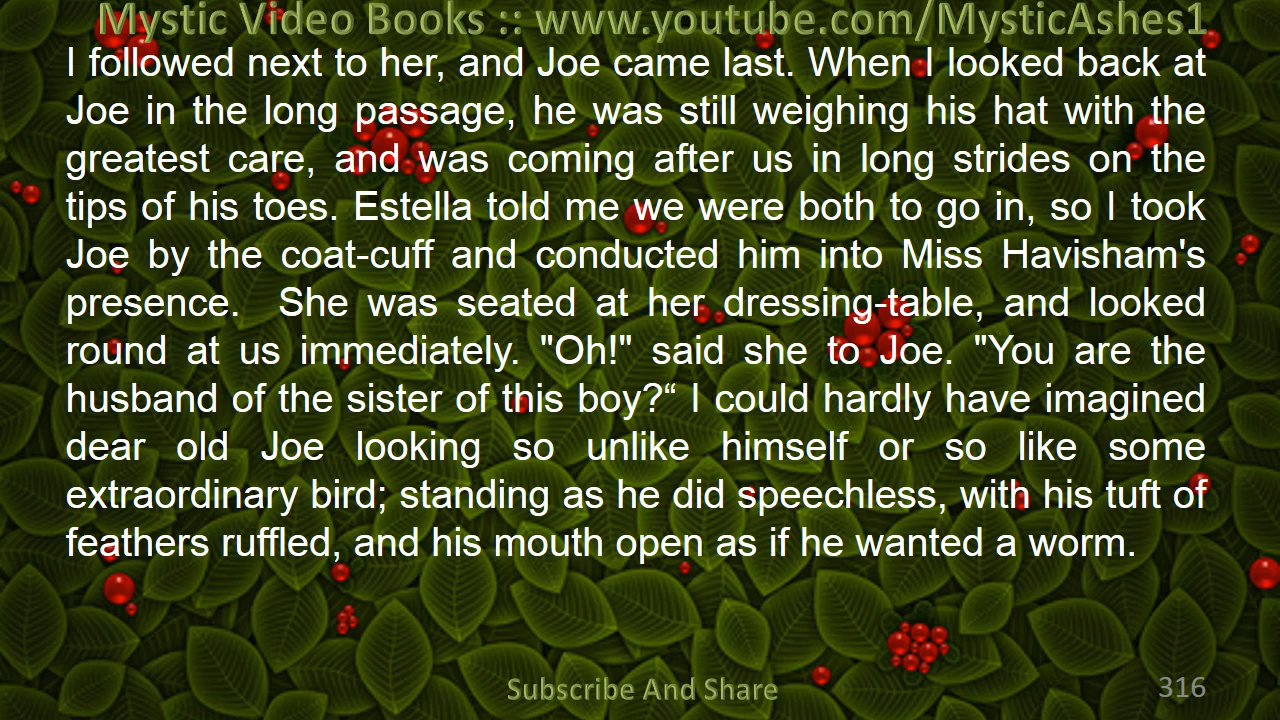 Mystic Video Books :: www.youtube.com/MysticAshes1
I followed next to her, and Joe came last. When I looked back at
Joe in the long passage, he was still weighing his hat with the
greatest care, and was coming after us in long strides on the
tips of his toes. Estella told me we were both to go in, so I took
Joe by the coat-cuff and conducted him into Miss Havisham's
presence.  She was seated at her dressing-table, and looked
round at us immediately. "Oh!" said she to Joe. "You are the
husband of the sister of this boy?“ I could hardly have imagined
dear old Joe looking so unlike himself or so like some
extraordinary bird; standing as he did speechless, with his tuft of
feathers ruffled, and his mouth open as if he wanted a worm.
Subscribe And Share
316